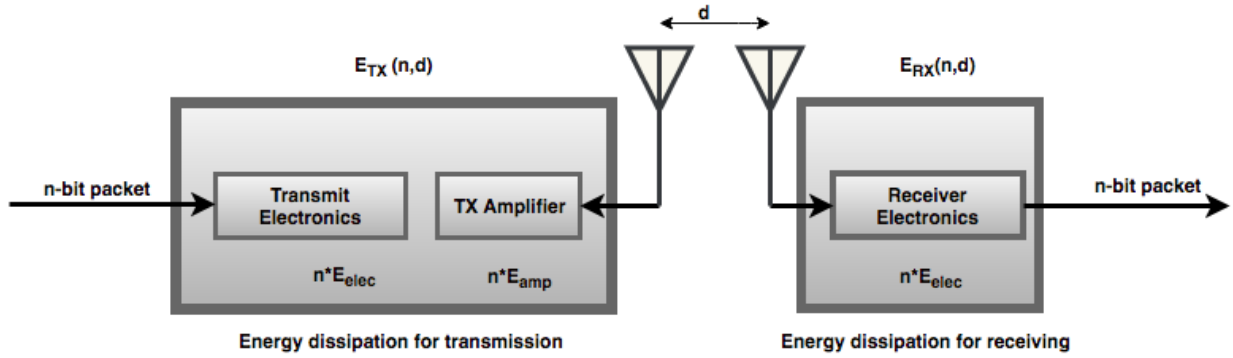 d
E_TX (n,d)
E_RX(n,d)
n-bit packet
Transmit
Electronics
TX Amplifier
Receiver
Electronics
n-bit packet
n*E_elec
n*E_amp
n*E_elec
Energy dissipation for transmission
Energy dissipation for receiving